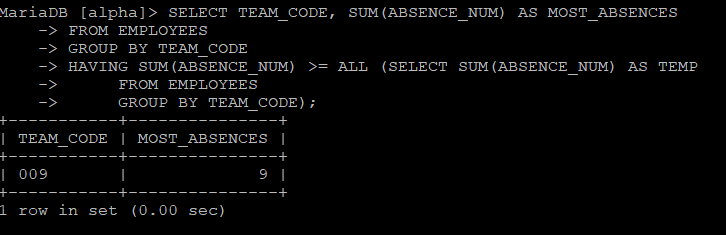 MariaDB [alpha]> SELECT TEAM_CODE, SUM(ABSENCE_NUM) AS MOST_ABSENCES
    -> FROM EMPLOYEES
    -> GROUP BY TEAM_CODE
    -> HAVING SUM(ABSENCE_NUM) >= ALL (SELECT SUM(ABSENCE_NUM) AS TEMP
    ->       FROM EMPLOYEES
    ->       GROUP BY TEAM_CODE);
+-----------+---------------+
| TEAM_CODE | MOST_ABSENCES |
+-----------+---------------+
| 009       |             9 |
+-----------+---------------+
1 row in set (0.00 sec)